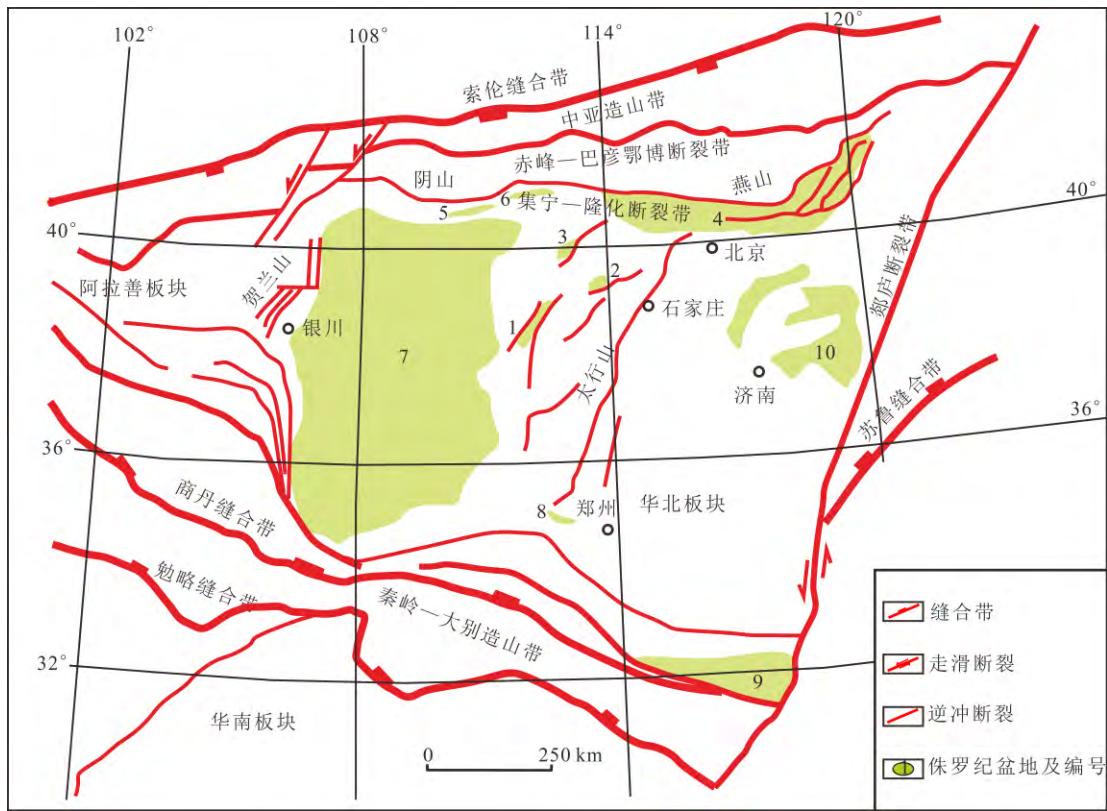 102°
108°
114°
120°
索伦缝合带
中亚造山带
赤峰—巴彦鄂博断裂带
阴山
燕山
6 集宁—隆化断裂带
5
4
40°
40°
3
北京
阿拉善板块
贺兰山
2
石家庄
郯庐断裂带
银川
1
7
10
太行山
济南
苏鲁缝合带
36°
36°
8
郑州
华北板块
商丹缝合带
勉略缝合带
秦岭—大别造山带
32°
9
华南板块
0 250 km
缝合带
走滑断裂
逆冲断裂
侏罗纪盆地及编号